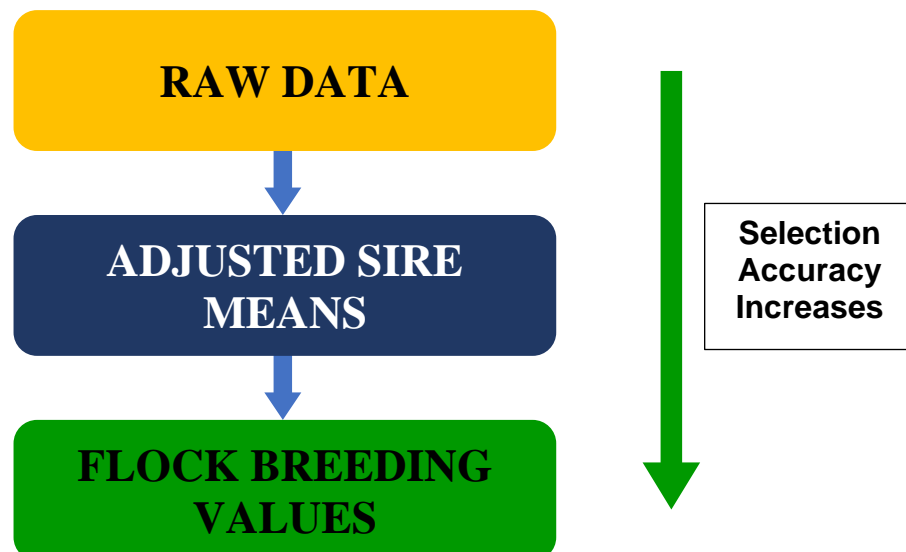 RAW DATA
ADJUSTED SIRE
MEANS
Selection
Accuracy
Increases
FLOCK BREEDING
VALUES